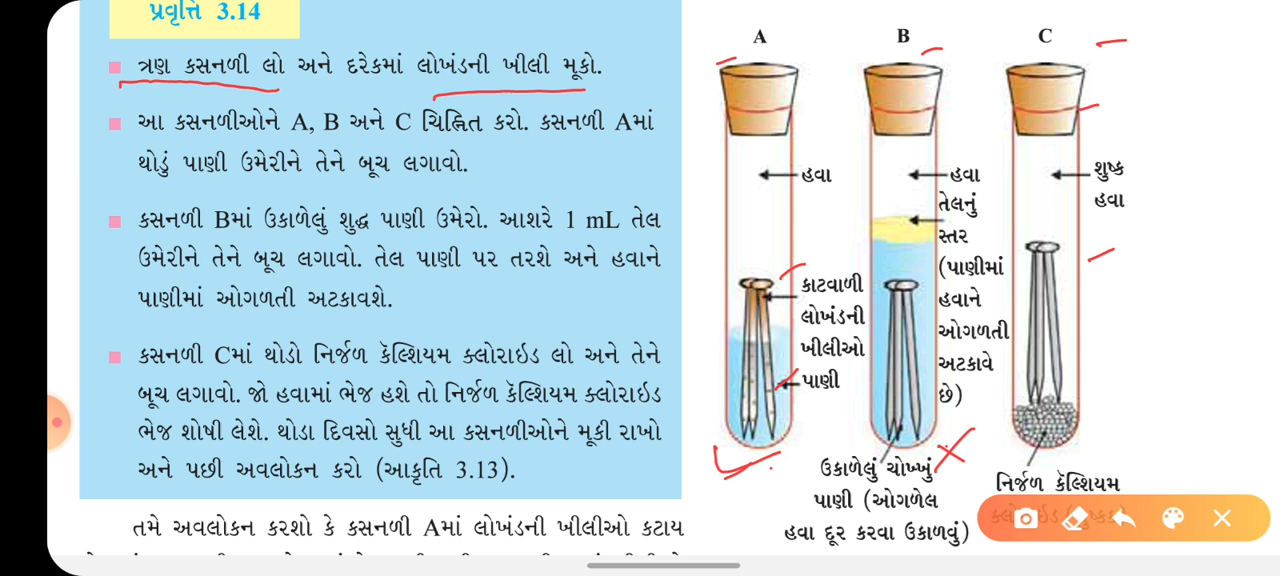 પ્રવૃત્તિ 3.14
ત્રણ કસનળી લો અને દરેકમાં લોખંડની ખીલી મૂકો.
આ કસનળીઓને A, B અને C ચિહ્નિત કરો. કસનળી Aમાં
થોડું પાણી ઉમેરીને તેને બૂચ લગાવો.
કસનળી Bમાં ઉકાળેલું શુદ્ધ પાણી ઉમેરો. આશરે 1 mL તેલ
ઉમેરીને તેને બૂચ લગાવો. તેલ પાણી પર તરશે અને હવાને
પાણીમાં ઓગળતી અટકાવશે.
કસનળી Cમાં થોડો નિર્જળ કૅલ્શિયમ ક્લોરાઇડ લો અને તેને
બૂચ લગાવો. જો હવામાં ભેજ હશે તો નિર્જળ કૅલ્શિયમ ક્લોરાઇડ
ભેજ શોષી લેશે. થોડા દિવસો સુધી આ કસનળીઓને મૂકી રાખો
અને પછી અવલોકન કરો (આકૃતિ 3.13).
તમે અવલોકન કરશો કે કસનળી Aમાં લોખંડની ખીલીઓ કટાય
A
હવા
કાટવાળી
લોખંડની
ખીલીઓ
પાણી
B
હવા
તેલનું
સ્તર
(પાણીમાં
હવાને
ઓગળતી
અટકાવે
છે)
ઉકાળેલું ચોખ્ખું
પાણી (ઓગળેલ
હવા દૂર કરવા ઉકાળવું)
C
શુષ્ક
હવા
નિર્જળ કૅલ્શિયમ